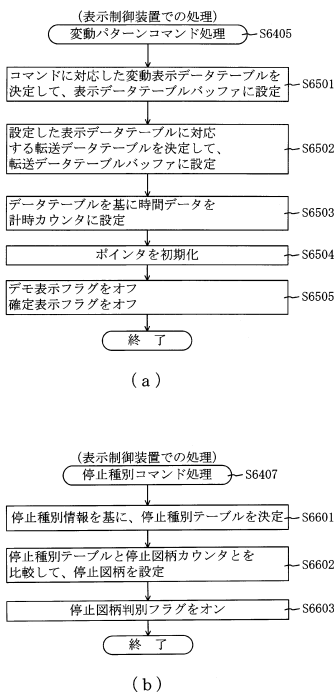 (表示制御装置での処理)
変動パターンコマンド処理 S6405
コマンドに対応した変動表示データテーブルを
決定して、表示データテーブルバッファに設定 S6501
設定した表示データテーブルに対応
する転送データテーブルを決定して、
転送データテーブルバッファに設定 S6502
データテーブルを基に時間データを
計時カウンタに設定 S6503
ポインタを初期化 S6504
デモ表示フラグをオフ
確定表示フラグをオフ S6505
終 了
(a)
(表示制御装置での処理)
停止種別コマンド処理 S6407
停止種別情報を基に、停止種別テーブルを決定 S6601
停止種別テーブルと停止図柄カウンタとを
比較して、停止図柄を設定 S6602
停止図柄判別フラグをオン S6603
終 了
(b)